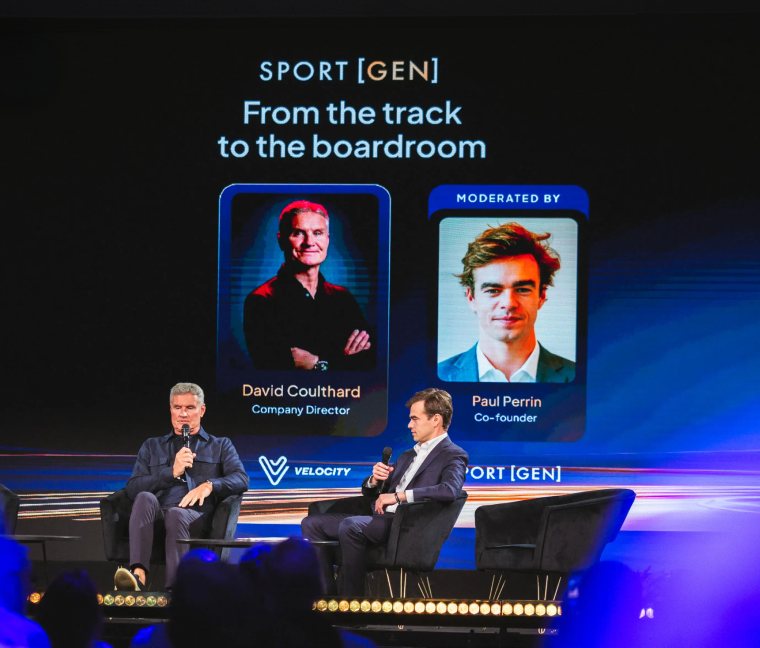 SPORT [GEN]
From the track
to the boardroom
MODERATED BY
David Coulthard
Company Director
Paul Perrin
Co-founder
VELOCITY
PORT [GEN]